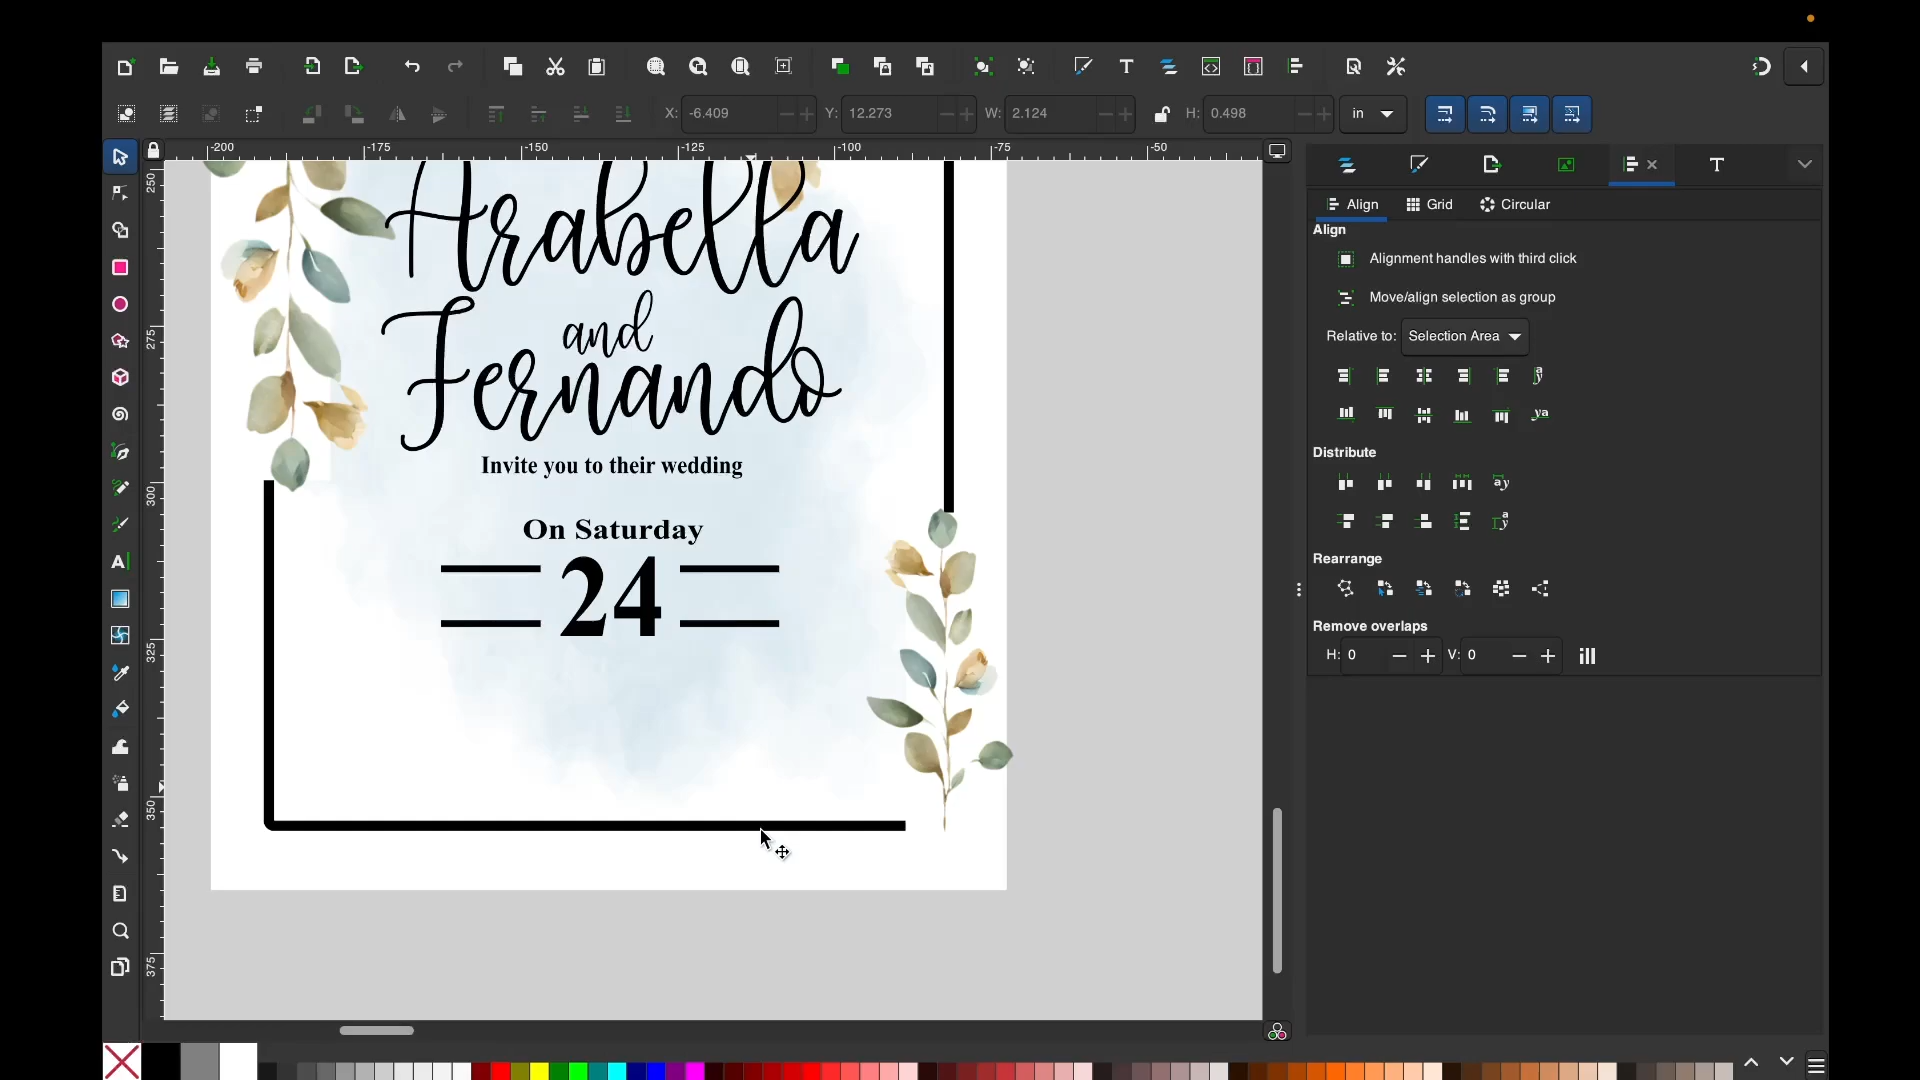 X: -6.409 Y: 12.273 W: 2.124 H: 0.498 in
-200 -175 -150 -125 -100 -75 -50
250
275
300
325
350
375
Arabella
and
Fernando
Invite you to their wedding
On Saturday
24
Align Grid Circular
Align
Alignment handles with third click
Move/align selection as group
Relative to: Selection Area
Distribute
Rearrange
Remove overlaps
H: 0 V: 0